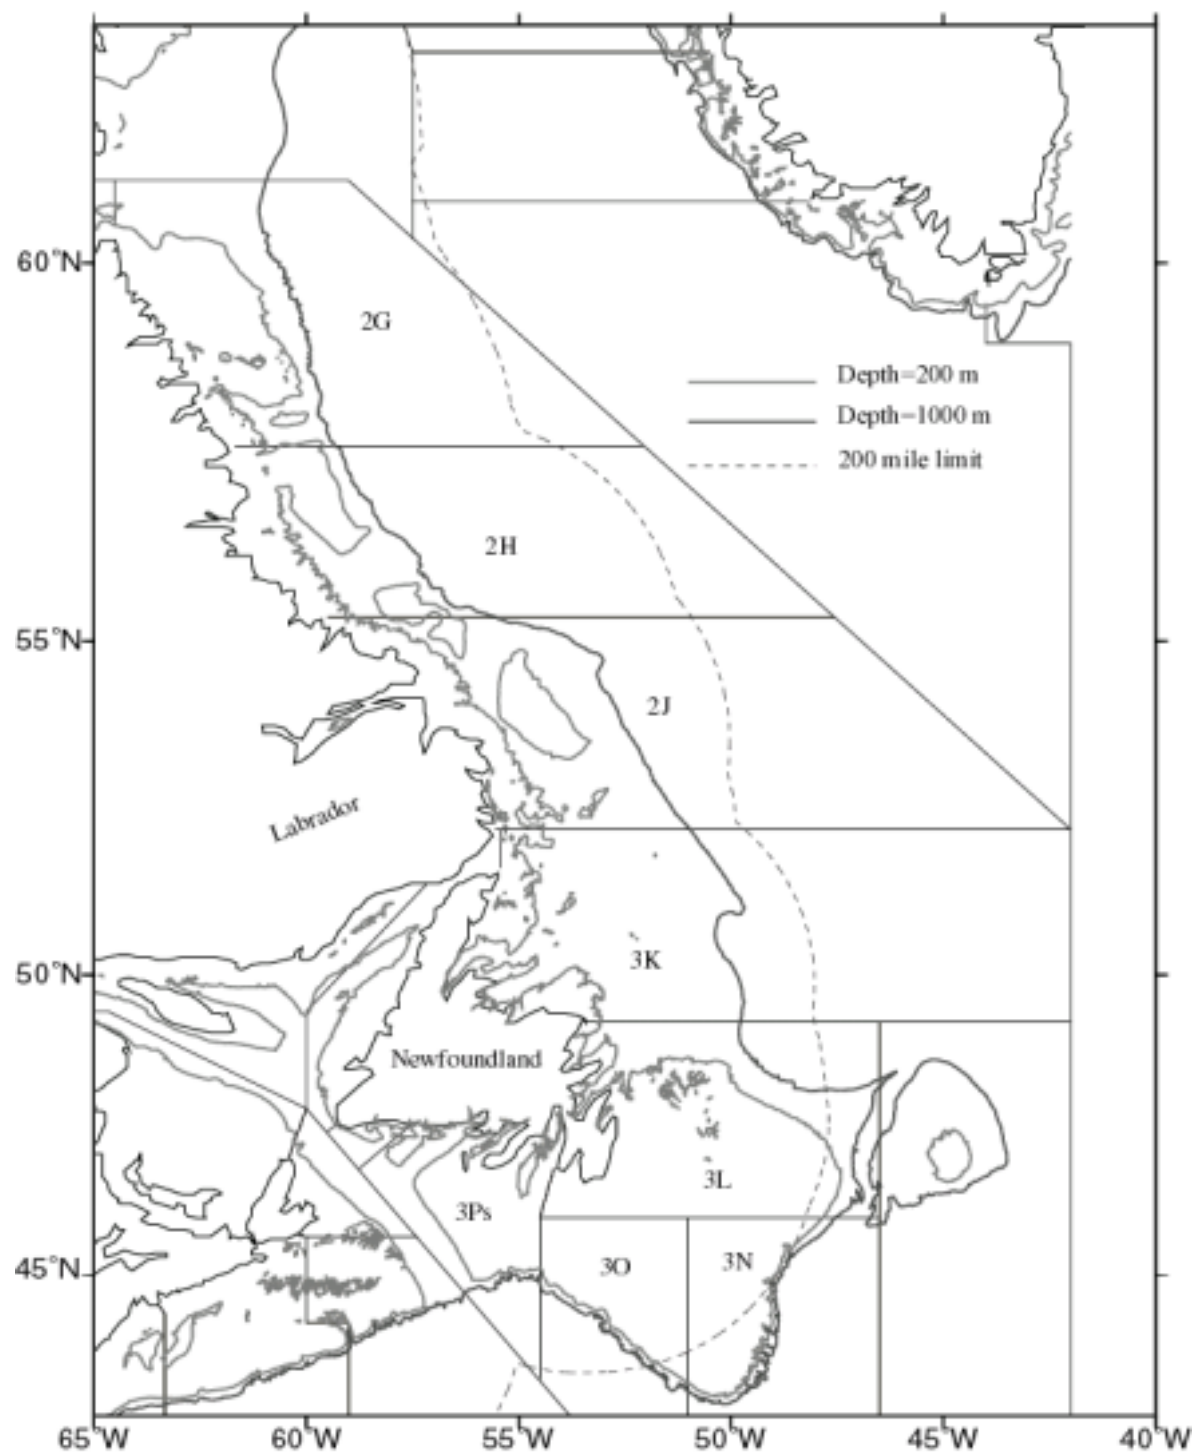 60°N
2G
Depth=200 m
Depth=1000 m
200 mile limit
2H
55°N
2J
Labrador
50°N
3K
Newfoundland
3L
3Ps
45°N
3O
3N
65°W
60°W
55°W
50°W
45°W
40°W